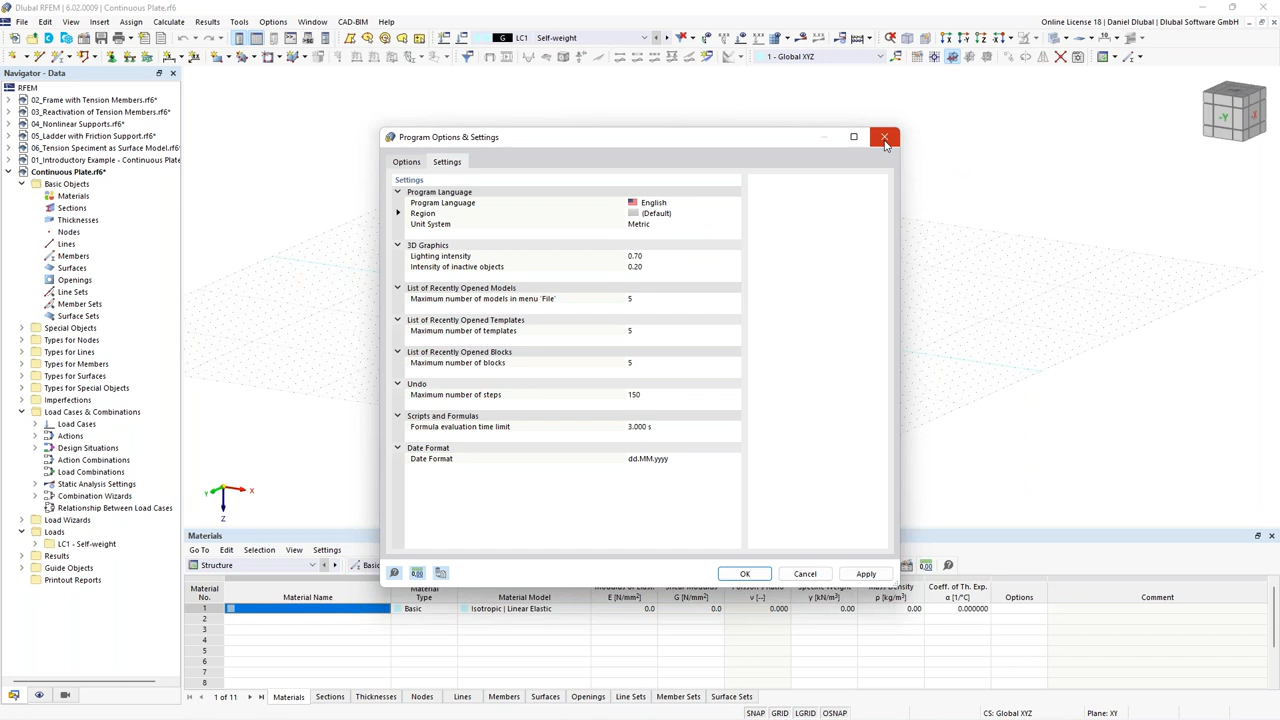 Dlubal RFEM | 6.02.0009 | Continuous Plate.rf6*
File Edit View Insert Assign Calculate Results Tools Options Window CAD-BIM Help
Online License 18 | Daniel Dlubal | Dlubal Software GmbH
G LC1 Self-weight
1 - Global XYZ
Navigator - Data
RFEM
02_Frame with Tension Members.rf6*
03_Reactivation of Tension Members.rf6*
04_Nonlinear Supports.rf6*
05_Ladder with Friction Support.rf6*
06_Tension Speciment as Surface Model.rf6*
01_Introductory Example - Continuous Plate
Continuous Plate.rf6*
Basic Objects
Materials
Sections
Thicknesses
Nodes
Lines
Members
Surfaces
Openings
Line Sets
Member Sets
Surface Sets
Special Objects
Types for Nodes
Types for Lines
Types for Members
Types for Surfaces
Types for Special Objects
Imperfections
Load Cases & Combinations
Load Cases
Actions
Design Situations
Action Combinations
Load Combinations
Static Analysis Settings
Combination Wizards
Relationship Between Load Cases
Load Wizards
Loads
LC1 - Self-weight
Results
Guide Objects
Printout Reports
-Y -X
Y X
Z
Program Options & Settings
Options Settings
Settings
Program Language
Program Language English
Region (Default)
Unit System Metric
3D Graphics
Lighting intensity 0.70
Intensity of inactive objects 0.20
List of Recently Opened Models
Maximum number of models in menu 'File' 5
List of Recently Opened Templates
Maximum number of templates 5
List of Recently Opened Blocks
Maximum number of blocks 5
Undo
Maximum number of steps 150
Scripts and Formulas
Formula evaluation time limit 3.000 s
Date Format
Date Format dd.MM.yyyy
OK Cancel Apply
Materials
Go To Edit Selection View Settings
Structure
Material No. Material Name Material Type Material Model E [N/mm²] G [N/mm²] ν [--] γ [kN/m³] ρ [kg/m³] Coeff. of Th. Exp. α [1/°C] Options Comment
1 Basic Isotropic | Linear Elastic 0.0 0.0 0.000 0.00 0.00 0.000000
2
3
4
5
6
7
8
1 of 11 Materials Sections Thicknesses Nodes Lines Members Surfaces Openings Line Sets Member Sets Surface Sets
SNAP GRID LGRID OSNAP CS: Global XYZ Plane: XY